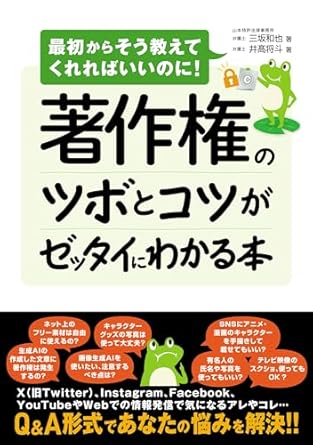 山本特許法律事務所
弁護士 三坂和也 著
弁護士 井髙将斗 著
最初からそう教えて
くれればいいのに!
C
著作権の
ツボとコツが
ゼッタイにわかる本
ネット上の
フリー素材は自由
に使えるの?
キャラクター
グッズの写真は
使って大丈夫?
SNSにアニメ・
漫画のキャラクター
を手描きして
載せてもいい?
生成AIの
作成した文章に
著作権は発生
するの?
画像生成AIを
使いたい、注意する
べき点は?
有名人の
氏名や写真を
使ってもいい?
テレビ映像の
スクショ、使っても
OK?
X(旧Twitter)、Instagram、Facebook、
YouTubeやWebでの情報発信で気になるアレやコレ…
Q&A形式であなたの悩みを解決!!